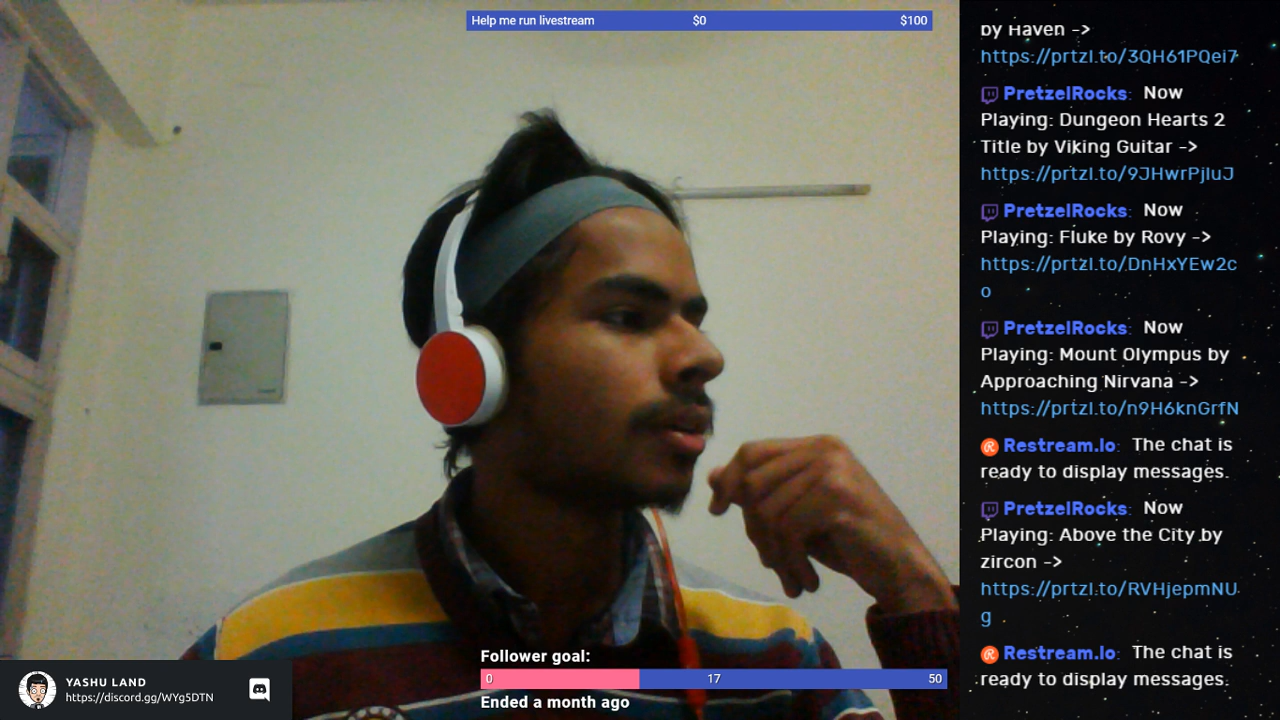 Help me run livestream $0 $100
by Haven ->
https://prtzl.to/3QH61PQei7
PretzelRocks: Now
Playing: Dungeon Hearts 2
Title by Viking Guitar ->
https://prtzl.to/9JHwrPjluJ
PretzelRocks: Now
Playing: Fluke by Rovy ->
https://prtzl.to/DnHxYEw2c
o
PretzelRocks: Now
Playing: Mount Olympus by
Approaching Nirvana ->
https://prtzl.to/n9H6knGrfN
Restream.io: The chat is
ready to display messages.
PretzelRocks: Now
Playing: Above the City by
zircon ->
https://prtzl.to/RVHjepmNU
g
Restream.io: The chat is
ready to display messages.
Follower goal:
0 17 50
Ended a month ago
YASHU LAND
https://discord.gg/WYg5DTN